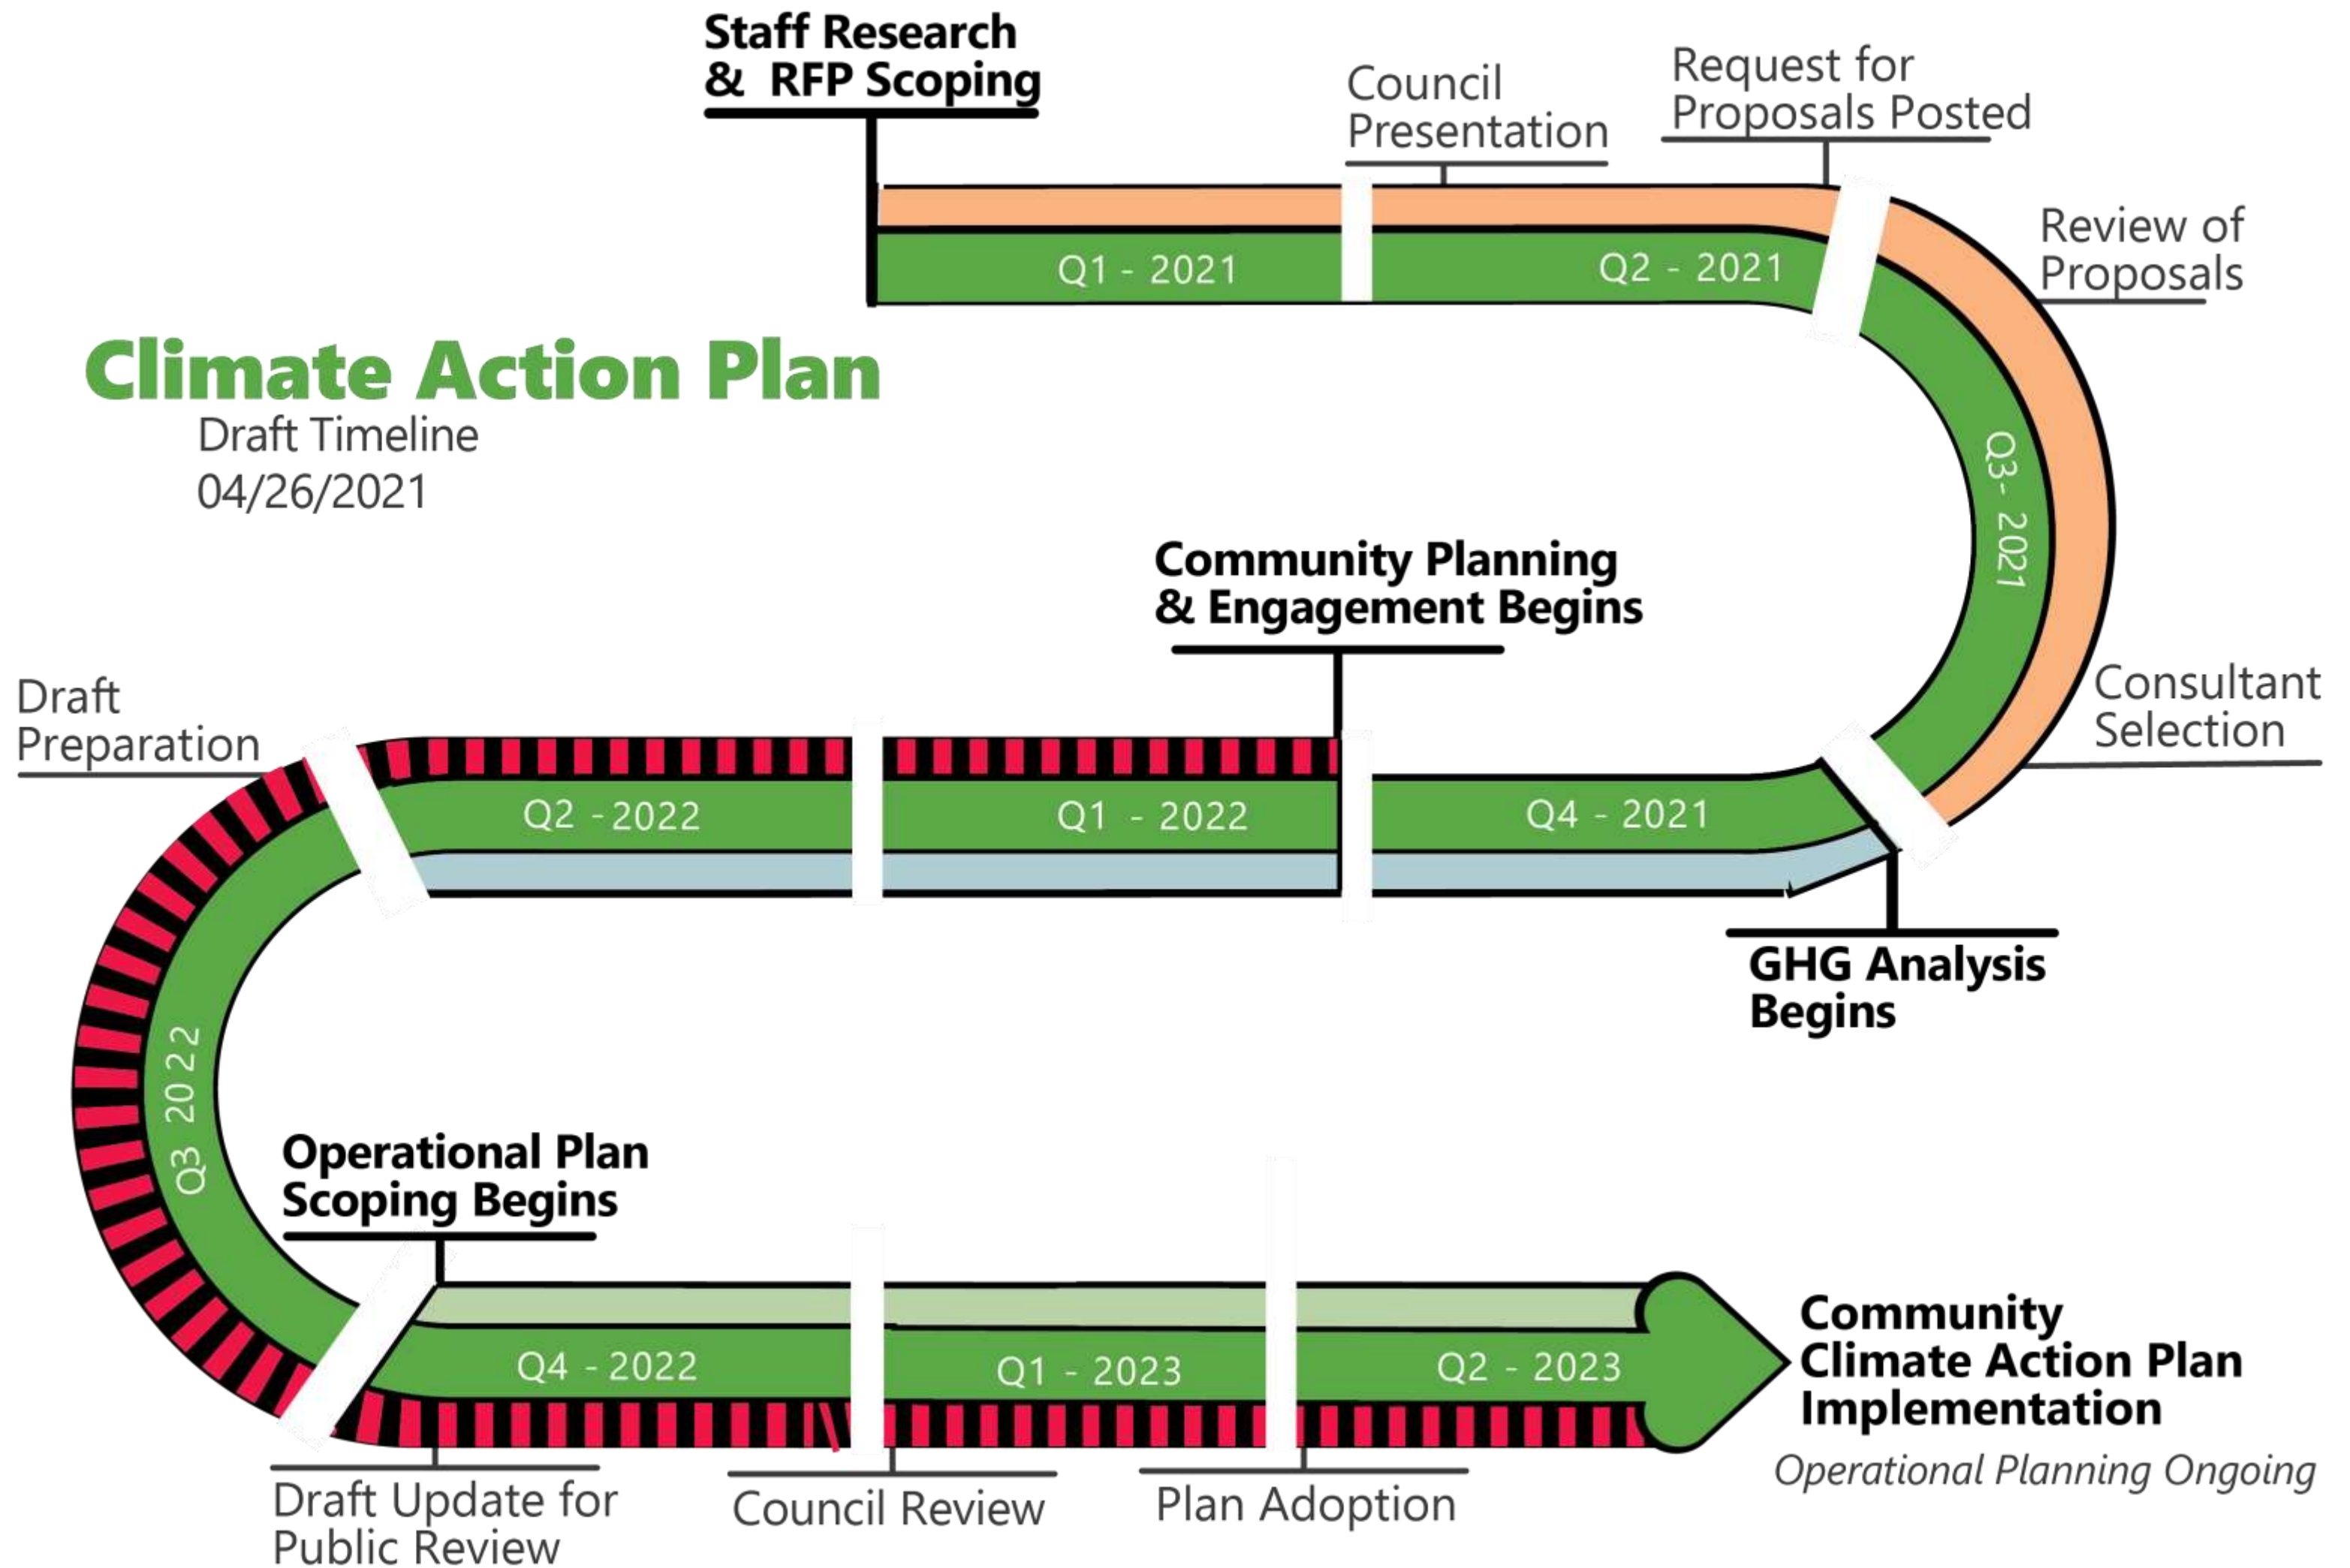 Staff Research
& RFP Scoping
Council
Presentation
Request for
Proposals Posted
Review of
Proposals
Q1 - 2021
Q2 - 2021
Climate Action Plan
Draft Timeline
04/26/2021
Q3- 2021
Community Planning
& Engagement Begins
Consultant
Selection
Draft
Preparation
Q2 -2022
Q1 - 2022
Q4 - 2021
GHG Analysis
Begins
Q3 2022
Operational Plan
Scoping Begins
Q4 - 2022
Q1 - 2023
Q2 - 2023
Community
Climate Action Plan
Implementation
Operational Planning Ongoing
Draft Update for
Public Review
Council Review
Plan Adoption